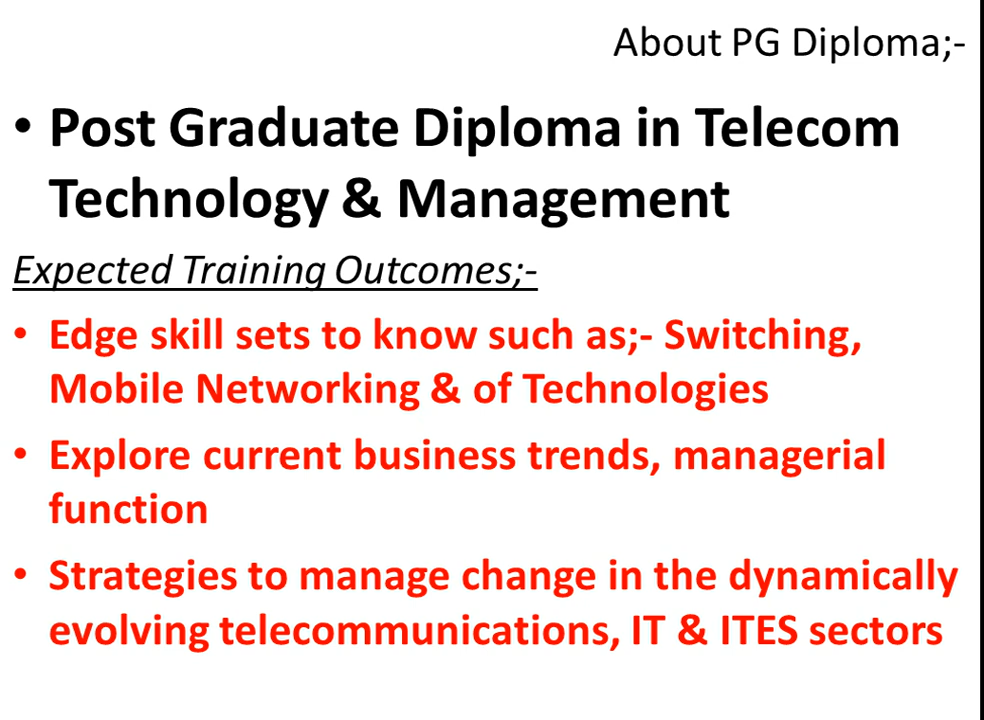 About PG Diploma;-
• Post Graduate Diploma in Telecom
Technology & Management
Expected Training Outcomes;-
• Edge skill sets to know such as;- Switching,
Mobile Networking & of Technologies
• Explore current business trends, managerial
function
• Strategies to manage change in the dynamically
evolving telecommunications, IT & ITES sectors